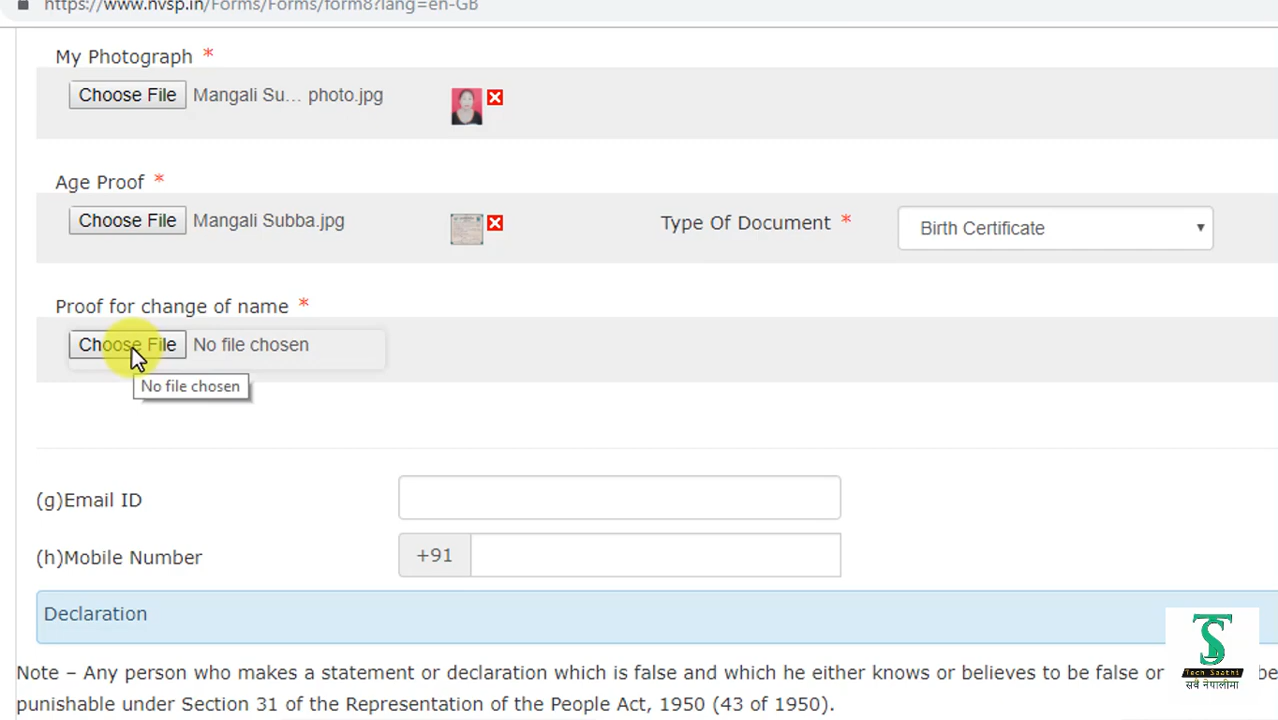 https://www.nvsp.in/Forms/Forms/form8?lang=en-GB
My Photograph *
Choose File Mangali Su... photo.jpg
Age Proof *
Choose File Mangali Subba.jpg Type Of Document * Birth Certificate
Proof for change of name *
Choose File No file chosen
No file chosen
(g)Email ID
(h)Mobile Number +91
Declaration
Note – Any person who makes a statement or declaration which is false and which he either knows or believes to be false or be
punishable under Section 31 of the Representation of the People Act, 1950 (43 of 1950).
TS
Tech Saathi
सबै नेपालीमा